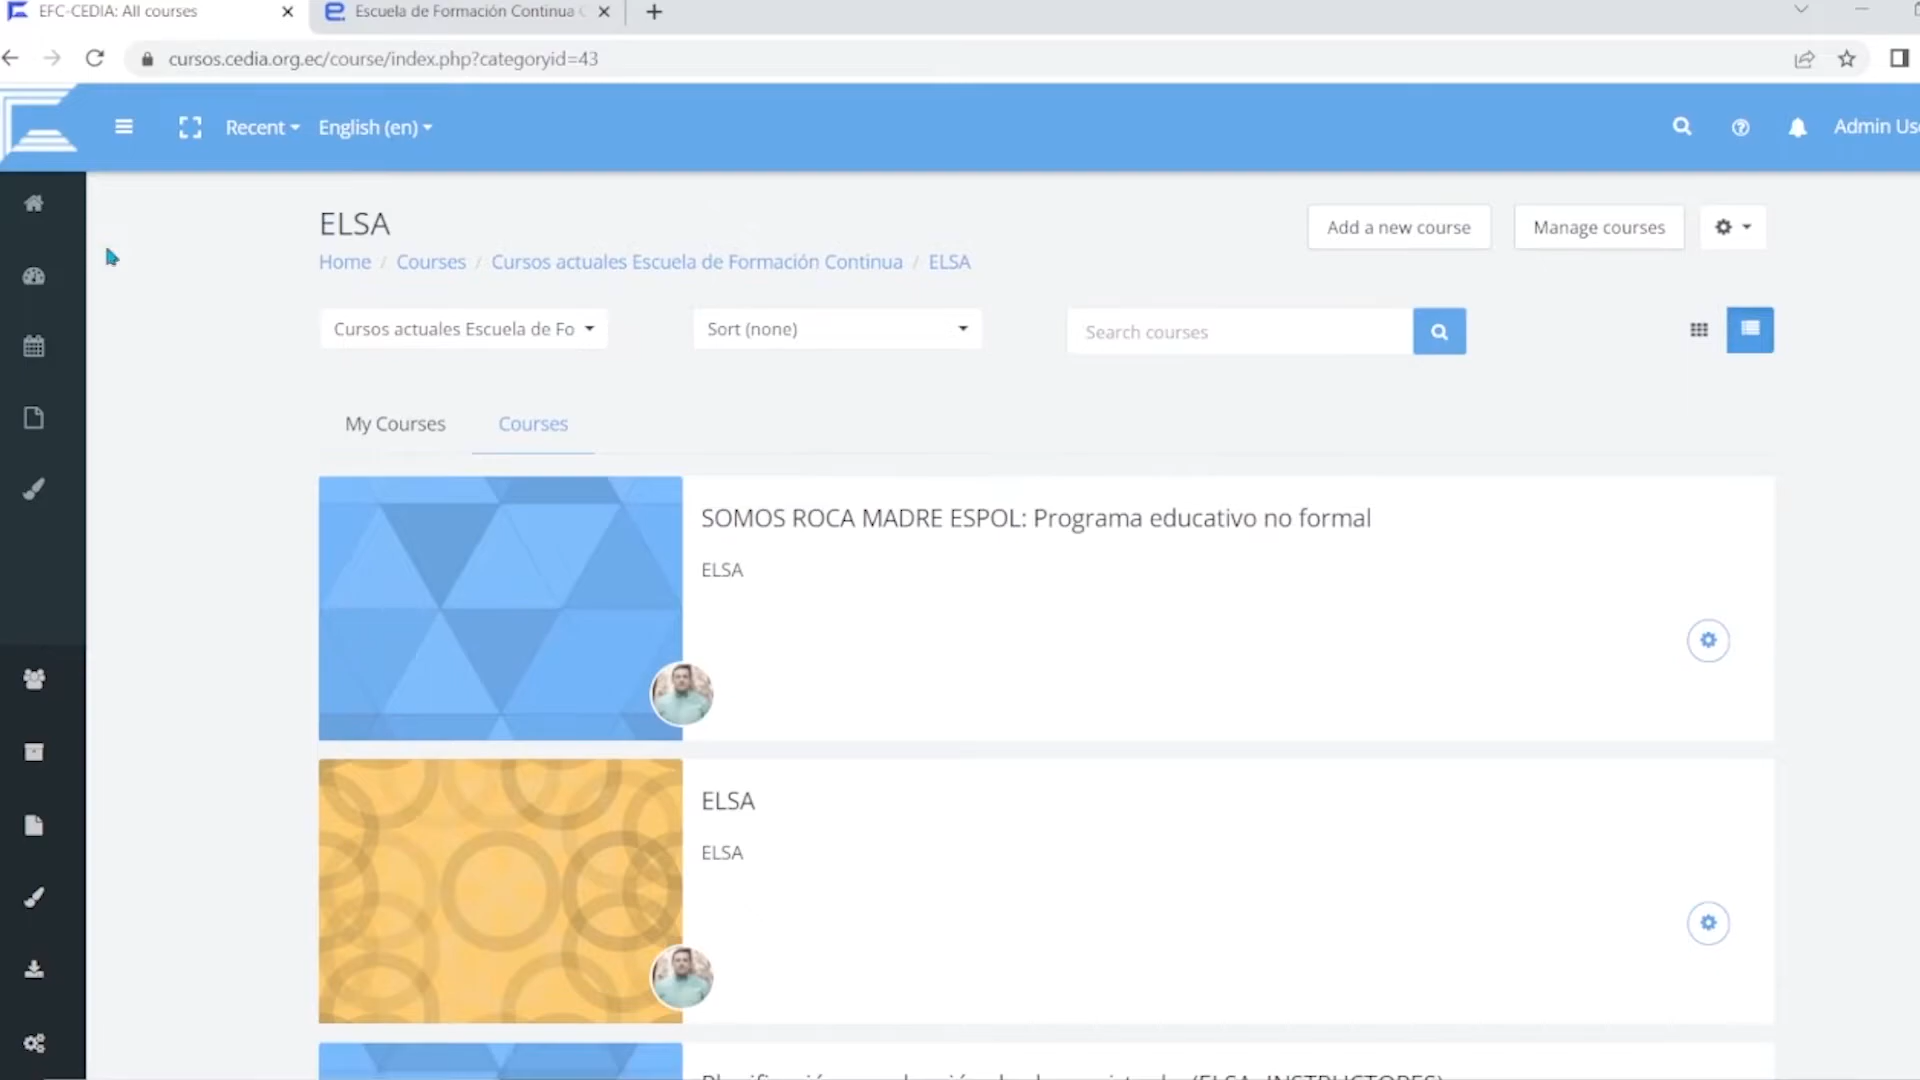 EFC-CEDIA: All courses
Escuela de Formación Continua
cursos.cedia.org.ec/course/index.php?categoryid=43
Recent
English (en)
Admin
ELSA
Add a new course
Manage courses
Home / Courses / Cursos actuales Escuela de Formación Continua / ELSA
Cursos actuales Escuela de Fo
Sort (none)
Search courses
My Courses
Courses
SOMOS ROCA MADRE ESPOL: Programa educativo no formal
ELSA
ELSA
ELSA